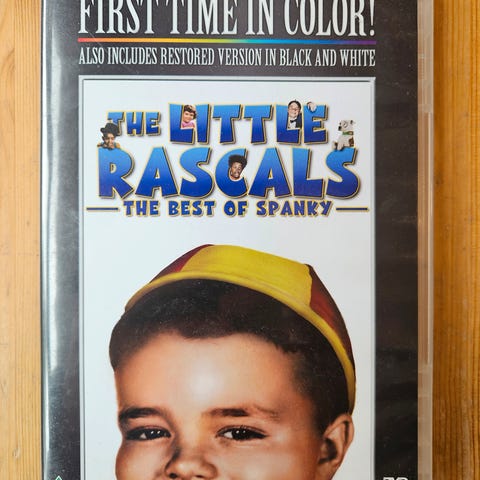 FIRST TIME IN COLOR!
ALSO INCLUDES RESTORED VERSION IN BLACK AND WHITE
THE LITTLE
RASCALS
THE BEST OF SPANKY